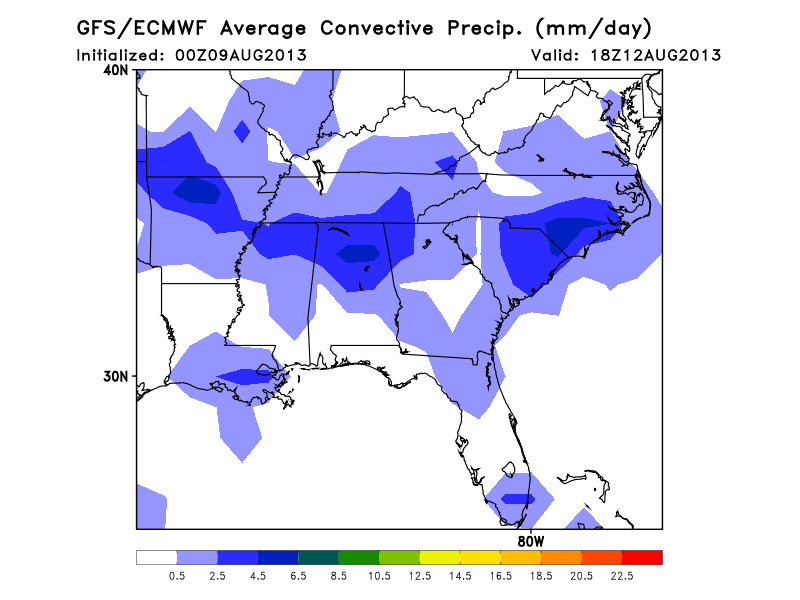 GFS/ECMWF Average Convective Precip. (mm/day)
Initialized: 00Z09AUG2013 Valid: 18Z12AUG2013
40N
30N
80W
0.5 2.5 4.5 6.5 8.5 10.5 12.5 14.5 16.5 18.5 20.5 22.5